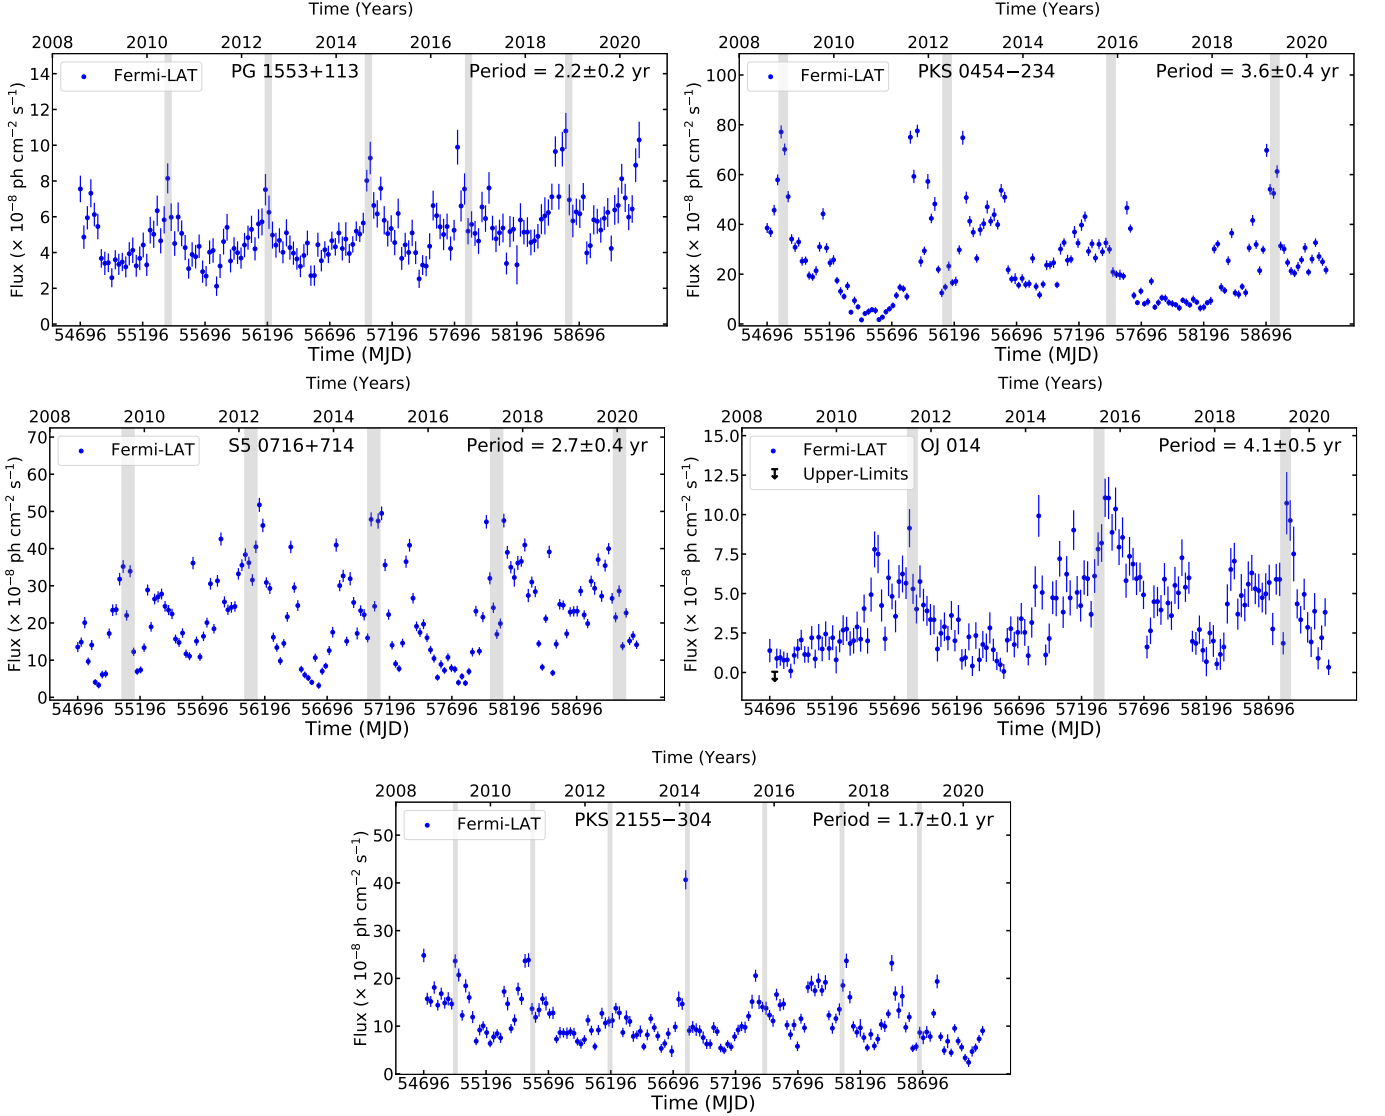 Time (Years)
2008 2010 2012 2014 2016 2018 2020
Fermi-LAT PG 1553+113 Period = 2.2±0.2 yr
Flux (× 10⁻⁸ ph cm⁻² s⁻¹)
14
12
10
8
6
4
2
0
54696 55196 55696 56196 56696 57196 57696 58196 58696
Time (MJD)
Time (Years)
2008 2010 2012 2014 2016 2018 2020
Fermi-LAT PKS 0454−234 Period = 3.6±0.4 yr
Flux (× 10⁻⁸ ph cm⁻² s⁻¹)
100
80
60
40
20
0
54696 55196 55696 56196 56696 57196 57696 58196 58696
Time (MJD)
Time (Years)
2008 2010 2012 2014 2016 2018 2020
Fermi-LAT S5 0716+714 Period = 2.7±0.4 yr
Flux (× 10⁻⁸ ph cm⁻² s⁻¹)
70
60
50
40
30
20
10
0
54696 55196 55696 56196 56696 57196 57696 58196 58696
Time (MJD)
Time (Years)
2008 2010 2012 2014 2016 2018 2020
Fermi-LAT OJ 014 Period = 4.1±0.5 yr
Upper-Limits
Flux (× 10⁻⁸ ph cm⁻² s⁻¹)
15.0
12.5
10.0
7.5
5.0
2.5
0.0
54696 55196 55696 56196 56696 57196 57696 58196 58696
Time (MJD)
Time (Years)
2008 2010 2012 2014 2016 2018 2020
Fermi-LAT PKS 2155−304 Period = 1.7±0.1 yr
Flux (× 10⁻⁸ ph cm⁻² s⁻¹)
50
40
30
20
10
0
54696 55196 55696 56196 56696 57196 57696 58196 58696
Time (MJD)